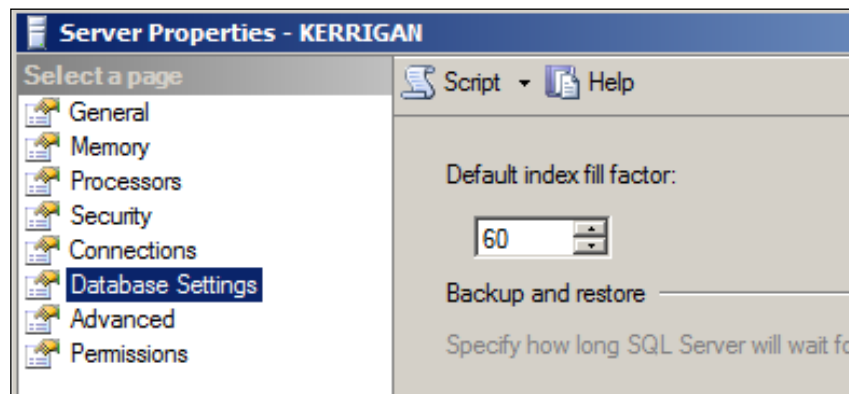 Server Properties - KERRIGAN
Select a page
General
Memory
Processors
Security
Connections
Database Settings
Advanced
Permissions
Script Help
Default index fill factor:
60
Backup and restore
Specify how long SQL Server will wait fo